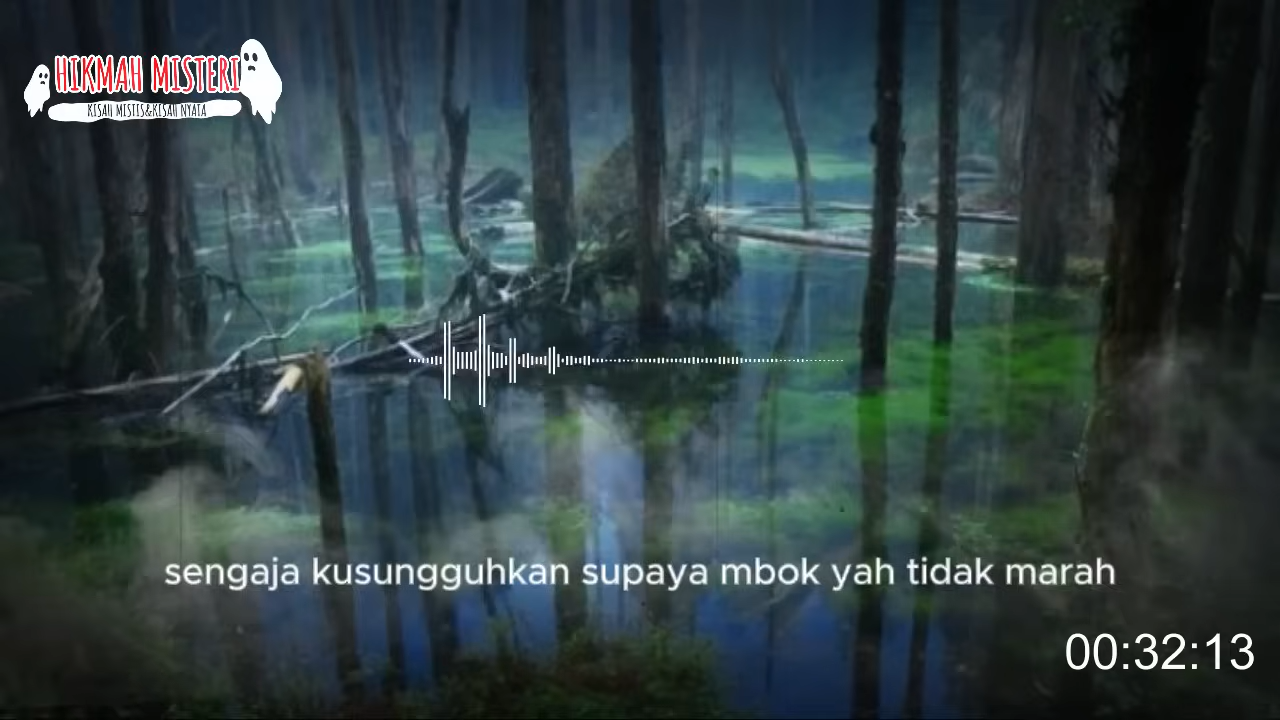 HIKMAH MISTERI
KISAH MISTIS&KISAH NYATA
sengaja kusungguhkan supaya mbok yah tidak marah
00:32:13